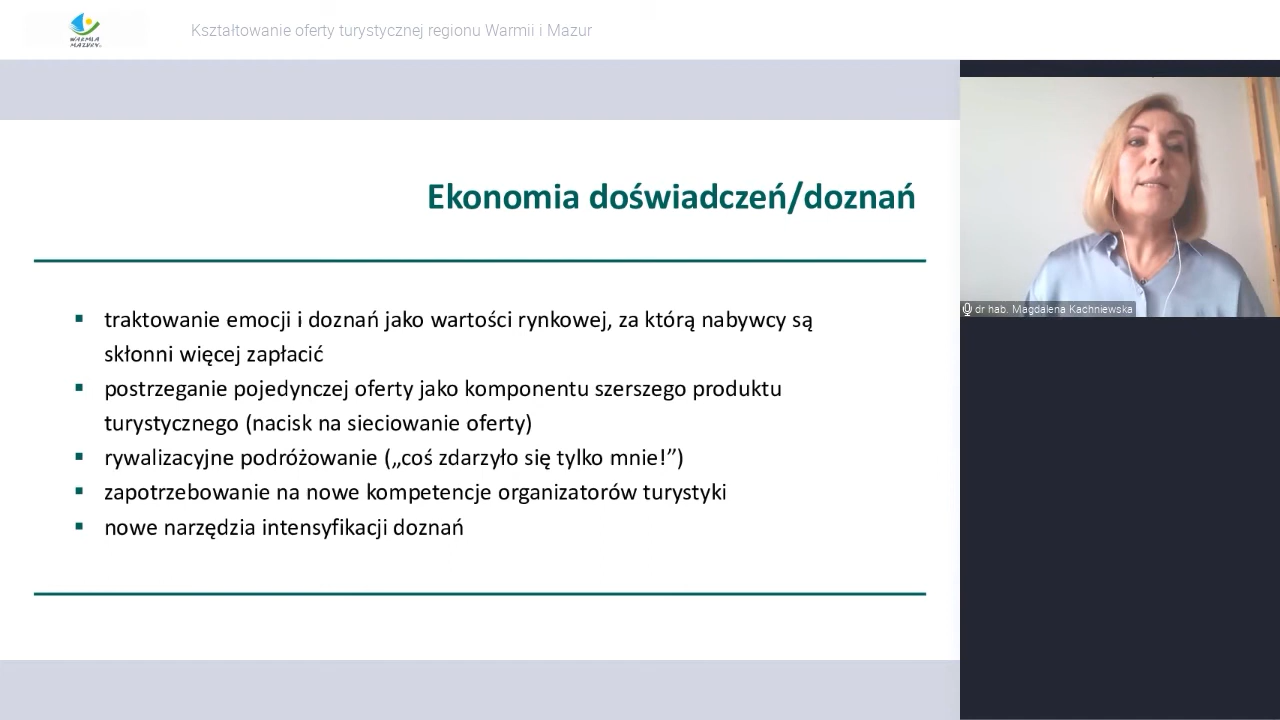 WARMIA
MAZURY
Kształtowanie oferty turystycznej regionu Warmii i Mazur
Ekonomia doświadczeń/doznań
▪ traktowanie emocji i doznań jako wartości rynkowej, za którą nabywcy są
skłonni więcej zapłacić
▪ postrzeganie pojedynczej oferty jako komponentu szerszego produktu
turystycznego (nacisk na sieciowanie oferty)
▪ rywalizacyjne podróżowanie („coś zdarzyło się tylko mnie!”)
▪ zapotrzebowanie na nowe kompetencje organizatorów turystyki
▪ nowe narzędzia intensyfikacji doznań
dr hab. Magdalena Kachniewska